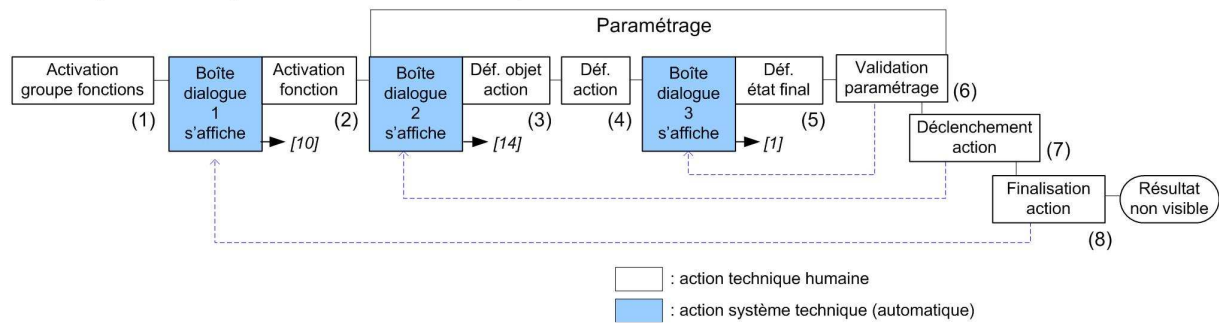 Paramétrage
Activation
groupe fonctions
(1)
Boîte
dialogue
1
s'affiche
[10]
Activation
fonction
(2)
Boîte
dialogue
2
s'affiche
[14]
Déf. objet
action
(3)
Déf.
action
(4)
Boîte
dialogue
3
s'affiche
[1]
Déf.
état final
(5)
Validation
paramétrage
(6)
Déclenchement
action
(7)
Finalisation
action
(8)
Résultat
non visible
: action technique humaine
: action système technique (automatique)